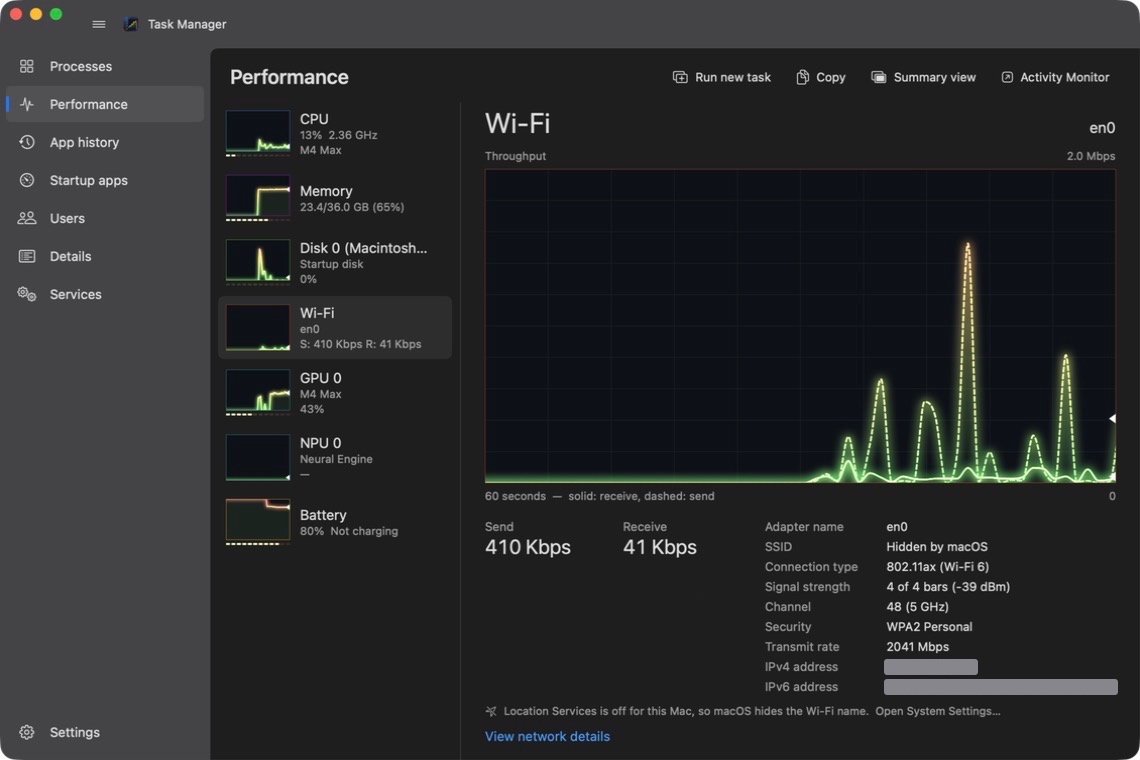 Task Manager
Processes
Performance
App history
Startup apps
Users
Details
Services
Settings
Performance
Run new task
Copy
Summary view
Activity Monitor
CPU
13% 2.36 GHz
M4 Max
Memory
23.4/36.0 GB (65%)
Disk 0 (Macintosh...
Startup disk
0%
Wi-Fi
en0
S: 410 Kbps R: 41 Kbps
GPU 0
M4 Max
43%
NPU 0
Neural Engine
—
Battery
80% Not charging
Wi-Fi
en0
Throughput
2.0 Mbps
60 seconds — solid: receive, dashed: send
0
Send
410 Kbps
Receive
41 Kbps
Adapter name en0
SSID Hidden by macOS
Connection type 802.11ax (Wi-Fi 6)
Signal strength 4 of 4 bars (-39 dBm)
Channel 48 (5 GHz)
Security WPA2 Personal
Transmit rate 2041 Mbps
IPv4 address
IPv6 address
Location Services is off for this Mac, so macOS hides the Wi-Fi name. Open System Settings...
View network details